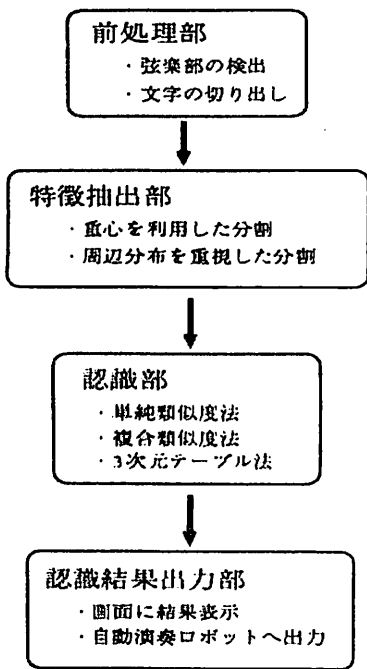 前処理部
・弦楽部の検出
・文字の切り出し
特徴抽出部
・重心を利用した分割
・周辺分布を重視した分割
認識部
・単純類似度法
・複合類似度法
・3次元テーブル法
認識結果出力部
・画面に結果表示
・自動演奏ロボットへ出力